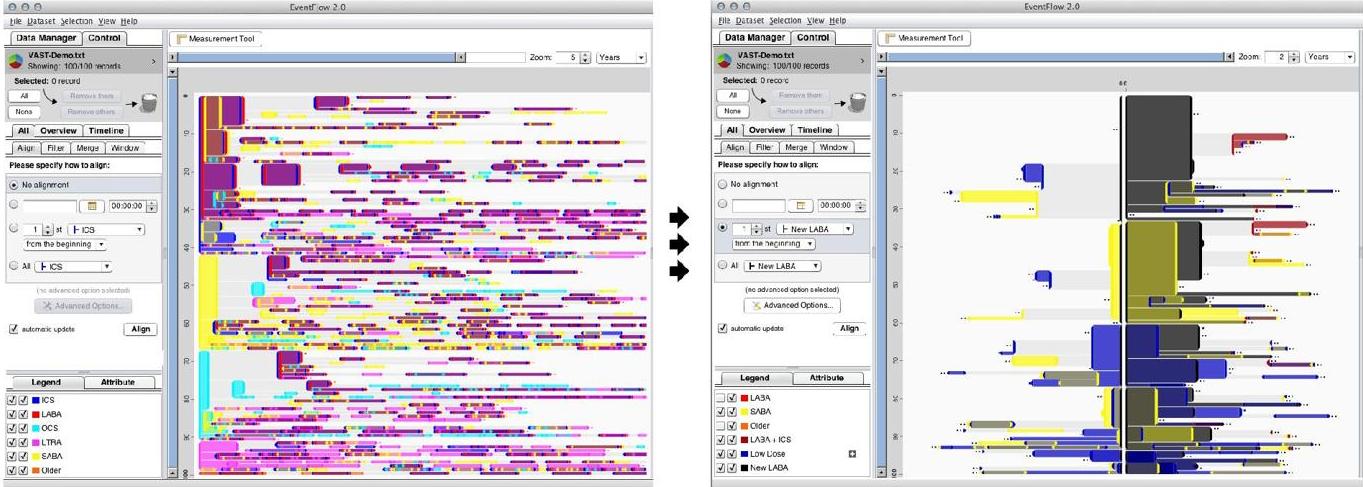 EventFlow 2.0
File Dataset Selection View Help
Data Manager Control
VAST-Demo.txt
Showing: 100/100 records
Selected: 0 record
All
Remove them
None
Remove others
All Overview Timeline
Align Filter Merge Window
Please specify how to align:
No alignment
00:00:00
1 st ICS
from the beginning
All ICS
(no advanced option selected)
Advanced Options...
automatic update
Align
Legend Attribute
ICS
LABA
OCS
LTRA
SABA
Older
Measurement Tool
Zoom: 5 Years
0
10
20
30
40
50
60
70
80
90
EventFlow 2.0
File Dataset Selection View Help
Data Manager Control
VAST-Demo.txt
Showing: 100/100 records
Selected: 0 record
All
Remove them
None
Remove others
All Overview Timeline
Align Filter Merge Window
Please specify how to align:
No alignment
00:00:00
1 st New LABA
from the beginning
All New LABA
(no advanced option selected)
Advanced Options...
automatic update
Align
Legend Attribute
LABA
SABA
Older
LABA + ICS
Low Dose
New LABA
Measurement Tool
Zoom: 2 Years
0
10
20
30
40
50
60
70
80
90